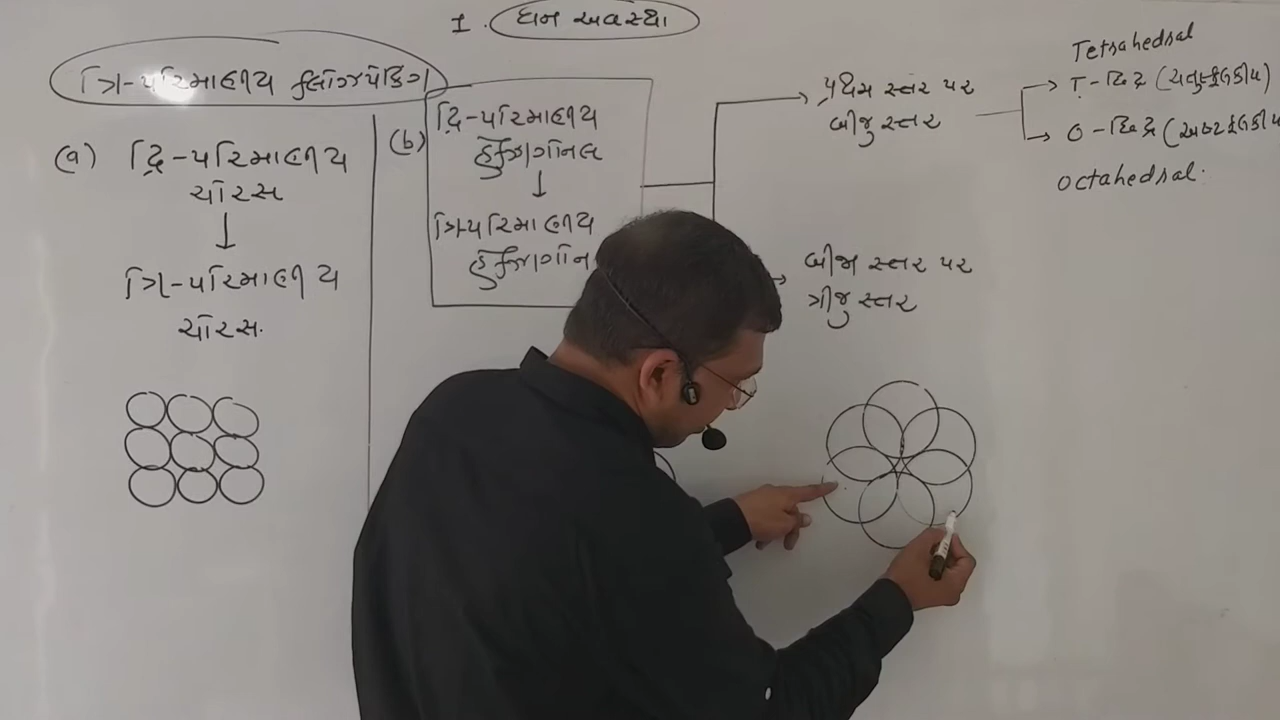 1. ઘન અવસ્થા
ત્રિ-પરિમાણીય ક્લોઝપેકિંગ
(a) દ્વિ-પરિમાણીય
ચોરસ
↓
ત્રિ-પરિમાણીય
ચોરસ.
(b) દ્વિ-પરિમાણીય
હેક્ઝાગોનલ
↓
ત્રિ-પરિમાણીય
હેક્ઝાગોન
→ પ્રથમ સ્તર પર
બીજુ સ્તર
→ બીજા સ્તર પર
ત્રીજુ સ્તર
Tetrahedral
→ T-છિદ્ર (ચતુષ્ફલકીય)
→ O-છિદ્ર (અષ્ટફલકીય
octahedral.